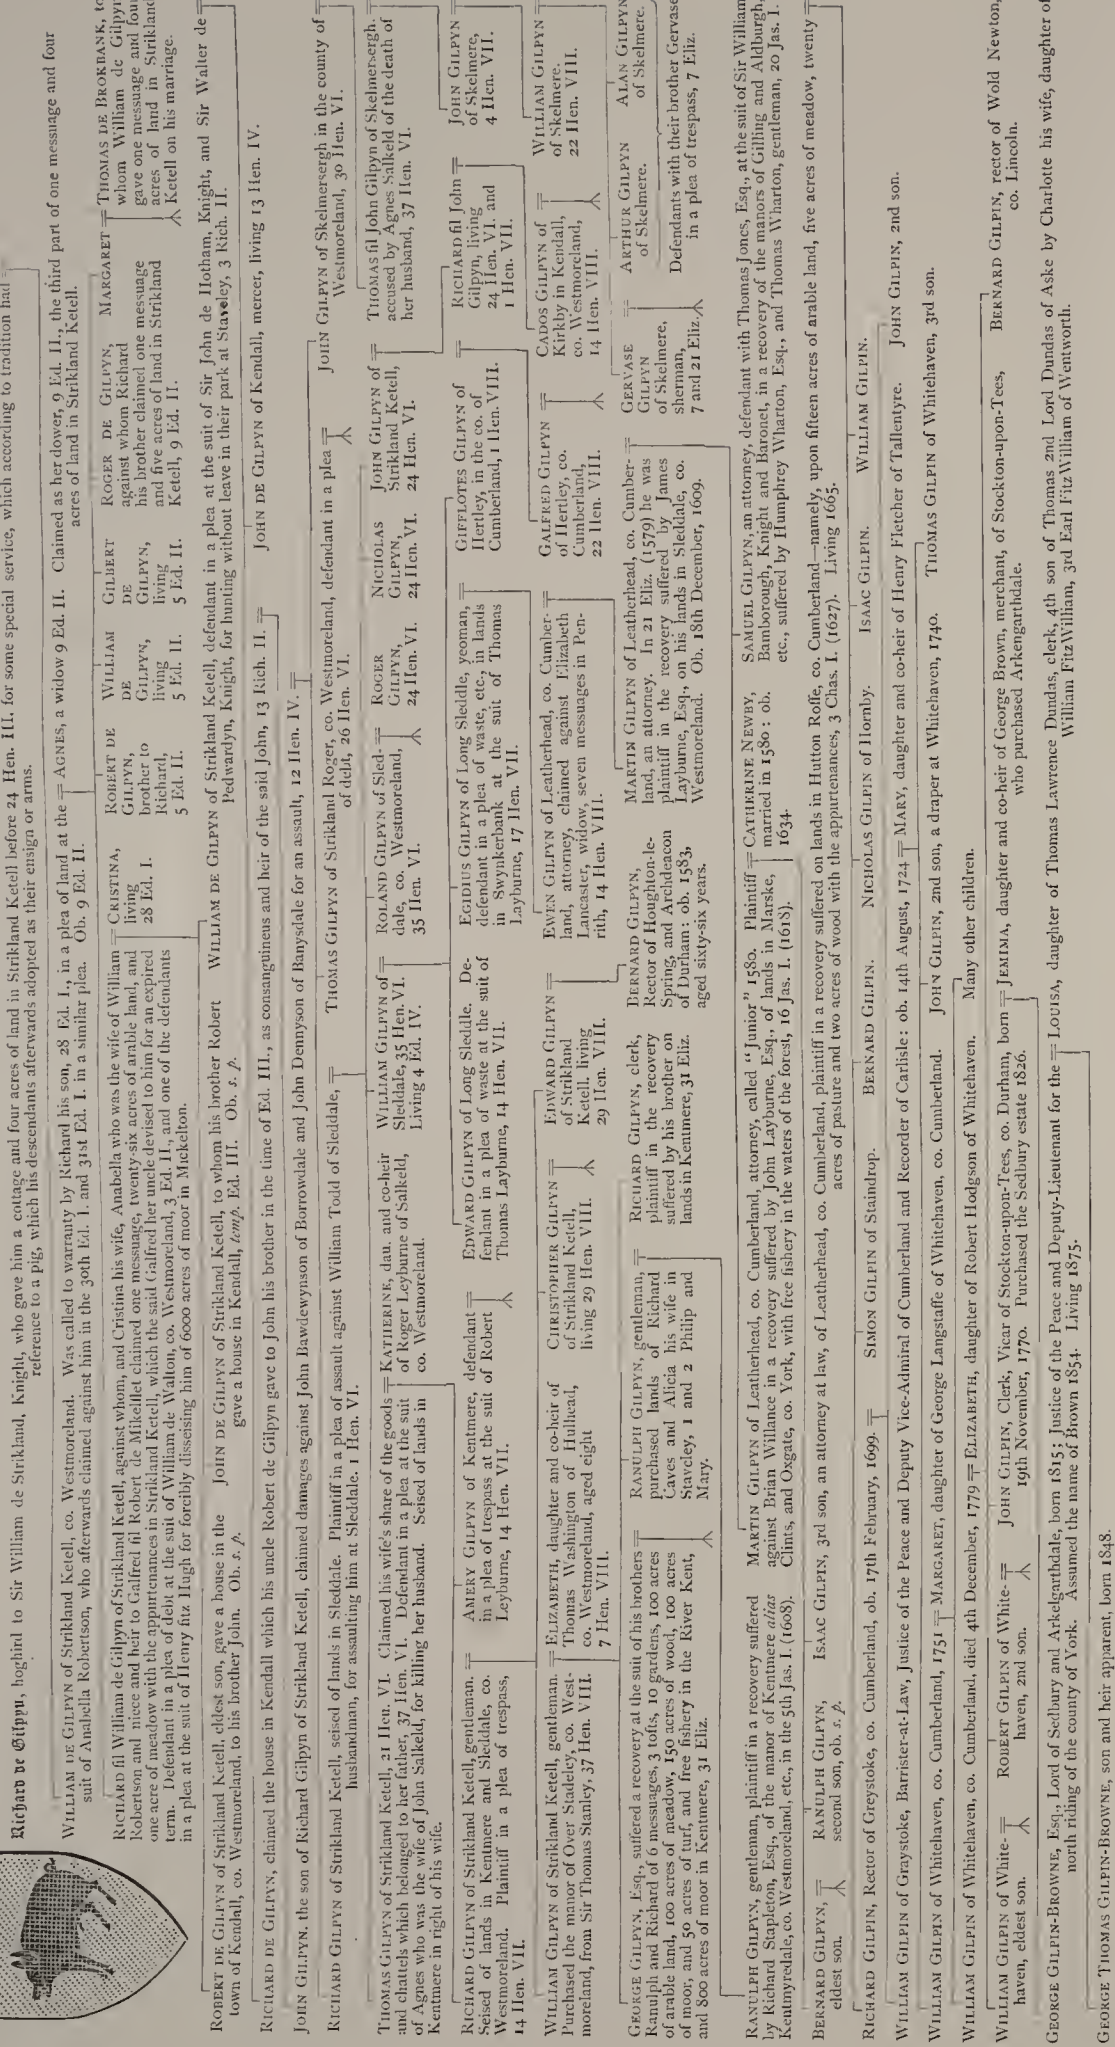 Richard de Gilpyn, hoghird to Sir William de Strikland, Knight, who gave him a cottage and four acres of land in Strikland Ketell before 24 Hen. III. for some special service, which according to tradition had
reference to a pig, which his descendants afterwards adopted as their ensign or arms.
WILLIAM DE GILPYN of Strikland Ketell, co. Westmoreland. Was called to warranty by Richard his son, 28 Ed. I., in a plea of land at the
suit of Anabella Robertson, who afterwards claimed against him in the 30th Ed. I. and 31st Ed. I. in a similar plea. Ob. 9 Ed. II.
AGNES, a widow 9 Ed. II. Claimed as her dower, 9 Ed. II., the third part of one messuage and four
acres of land in Strikland Ketell.
RICHARD fil William de Gilpyn of Strikland Ketell, against whom, and Cristina his wife, Anabella who was the wife of William
Robertson and niece and heir to Galfred fil Robert de Mikelflet claimed one messuage, twenty-six acres of arable land, and
one acre of meadow with the appurtenances in Strikland Ketell, which the said Galfred her uncle devised to him for an expired
term. Defendant in a plea of debt at the suit of William de Walton, co. Westmoreland, 3 Ed. II., and one of the defendants
in a plea at the suit of Henry fitz Hugh for forcibly disseising him of 6000 acres of moor in Mickelton.
CRISTINA,
living
28 Ed. I.
ROBERT DE
GILPYN,
brother to
Richard,
5 Ed. II.
WILLIAM
DE
GILPYN,
living
5 Ed. II.
GILBERT
DE
GILPYN,
living
5 Ed. II.
ROGER DE GILPYN,
against whom Richard
his brother claimed one messuage
and five acres of land in Strikland
Ketell, 9 Ed. II.
MARGARET
THOMAS DE BROKBANK, to
whom William de Gilpyn
gave one messuage and four
acres of land in Strikland
Ketell on his marriage.
ROBERT DE GILPYN of Strikland Ketell, eldest son, gave a house in the
town of Kendall, co. Westmoreland, to his brother John. Ob. s. p.
JOHN DE GILPYN of Strikland Ketell, to whom his brother Robert
gave a house in Kendall, temp. Ed. III. Ob. s. p.
WILLIAM DE GILPYN of Strikland Ketell, defendant in a plea at the suit of Sir John de Hotham, Knight, and Sir Walter de
Pedwardyn, Knight, for hunting without leave in their park at Staveley, 3 Rich. II.
RICHARD DE GILPYN, claimed the house in Kendall which his uncle Robert de Gilpyn gave to John his brother in the time of Ed. III., as consanguineus and heir of the said John, 13 Rich. II.
JOHN DE GILPYN of Kendall, mercer, living 13 Hen. IV.
JOHN GILPYN, the son of Richard Gilpyn of Strikland Ketell, claimed damages against John Bawdewynson of Borrowdale and John Dennyson of Banysdale for an assault, 12 Hen. IV.
RICHARD GILPYN of Strikland Ketell, seised of lands in Sleddale. Plaintiff in a plea of assault against William Todd of Sleddale,
husbandman, for assaulting him at Sleddale. 1 Hen. VI.
THOMAS GILPYN of Strikland Roger, co. Westmoreland, defendant in a plea
of debt, 26 Hen. VI.
JOHN GILPYN of Skelmersergh in the county of
Westmoreland, 30 Hen. VI.
THOMAS GILPYN of Strikland Ketell, 21 Hen. VI. Claimed his wife's share of the goods
and chattels which belonged to her father, 37 Hen. VI. Defendant in a plea at the suit
of Agnes who was the wife of John Salkeld, for killing her husband. Seised of lands in
Kentmere in right of his wife.
KATHERINE, dau. and co-heir
of Roger Leyburne of Salkeld,
co. Westmoreland.
WILLIAM GILPYN of
Sleddale, 35 Hen. VI.
Living 4 Ed. IV.
ROLAND GILPYN of Sled-
dale, co. Westmoreland,
35 Hen. VI.
ROGER
GILPYN,
24 Hen. VI.
NICHOLAS
GILPYN,
24 Hen. VI.
JOHN GILPYN of
Strikland Ketell,
24 Hen. VI.
THOMAS fil John Gilpyn of Skelmersergh,
accused by Agnes Salkeld of the death of
her husband, 37 Hen. VI.
RICHARD GILPYN of Strikland Ketell, gentleman.
Seised of lands in Kentmere and Sleddale, co.
Westmoreland. Plaintiff in a plea of trespass,
14 Hen. VII.
AMERY GILPYN of Kentmere, defendant
in a plea of trespass at the suit of Robert
Leyburne, 14 Hen. VII.
EDWARD GILPYN of Long Sleddle. De-
fendant in a plea of waste at the suit of
Thomas Layburne, 14 Hen. VII.
EGIDIUS GILPYN of Long Sleddle, yeoman,
defendant in a plea of waste, etc., in lands
in Swynkerbank at the suit of Thomas
Layburne, 17 Hen. VII.
GIFFLOTES GILPYN of
Hertley, in the co. of
Cumberland, 1 Hen. VIII.
RICHARD fil John
Gilpyn, living
24 Hen. VI. and
1 Hen. VII.
JOHN GILPYN
of Skelmere,
4 Hen. VII.
WILLIAM GILPYN of Strikland Ketell, gentleman.
Purchased the manor of Over Stadeley, co. West-
moreland, from Sir Thomas Stanley, 37 Hen. VIII.
ELIZABETH, daughter and co-heir of
Thomas Washington of Hullheal,
co. Westmoreland, aged eight
7 Hen. VII.
CHRISTOPHER GILPYN
of Strikland Ketell,
living 29 Hen. VIII.
EDWARD GILPYN
of Strikland
Ketell, living
29 Hen. VIII.
EWEN GILPYN of Leatherhead, co. Cumber-
land, attorney, claimed against Elizabeth
Lancaster, widow, seven messuages in Pen-
rith, 14 Hen. VIII.
GALFRED GILPYN
of Hertley, co.
Cumberland,
22 Hen. VIII.
CADOS GILPYN of
Kirkby in Kendall,
co. Westmoreland,
14 Hen. VIII.
WILLIAM GILPYN
of Skelmere.
22 Hen. VIII.
GEORGE GILPYN, Esq., suffered a recovery at the suit of his brothers
Ranulph and Richard of 6 messuages, 3 tofts, 10 gardens, 100 acres
of arable land, 100 acres of meadow, 150 acres of wood, 100 acres
of moor, and 50 acres of turf, and free fishery in the River Kent,
and 800 acres of moor in Kentmere, 31 Eliz.
RANULPH GILPYN, gentleman,
purchased lands of Richard
Caves and Alicia his wife in
Staveley, 1 and 2 Philip and
Mary.
RICHARD GILPYN, clerk,
plaintiff in the recovery
suffered by his brother on
lands in Kentmere, 31 Eliz.
BERNARD GILPYN,
Rector of Houghton-le-
Spring, and Archdeacon
of Durham: ob. 1583,
aged sixty-six years.
MARTIN GILPYN of Leatherhead, co. Cumber-
land, an attorney. In 21 Eliz. (1579) he was
plaintiff in the recovery suffered by James
Layburne, Esq., on his lands in Sleddale, co.
Westmoreland. Ob. 18th December, 1609.
GERVASE
GILPYN
of Skelmere,
sherman,
7 and 21 Eliz.
ARTHUR GILPYN
of Skelmere.
ALAN GILPYN
of Skelmere.
Defendants with their brother Gervase
in a plea of trespass, 7 Eliz.
RANULPH GILPYN, gentleman, plaintiff in a recovery suffered
by Richard Stapleton, Esq., of the manor of Kentmere alias
Kentmyredale, co. Westmoreland, etc., in the 5th Jas. I. (1608).
MARTIN GILPYN of Leatherhead, co. Cumberland, attorney, called "Junior" 1580. Plaintiff
against Brian Willance in a recovery suffered by John Layburne, Esq., of lands in Marske,
Clints, and Oxgate, co. York, with free fishery in the waters of the forest, 16 Jas. I. (1618).
CATHERINE NEWBY,
married in 1580: ob.
1634.
SAMUEL GILPYN, an attorney, defendant with Thomas Jones, Esq., at the suit of Sir William
Bamborough, Knight and Baronet, in a recovery of the manors of Gilling and Aldburgh,
etc., suffered by Humphrey Wharton, Esq., and Thomas Wharton, gentleman, 20 Jas. I.
BERNARD GILPYN,
eldest son.
RANULPH GILPYN,
second son, ob. s. p.
ISAAC GILPIN, 3rd son, an attorney at law, of Leatherhead, co. Cumberland, plaintiff in a recovery suffered on lands in Hutton Roffe, co. Cumberland—namely, upon fifteen acres of arable land, five acres of meadow, twenty
acres of pasture and two acres of wood with the appurtenances, 3 Chas. I. (1627). Living 1665.
RICHARD GILPIN, Rector of Greystoke, co. Cumberland, ob. 17th February, 1699.
SIMON GILPIN of Staindrop.
BERNARD GILPIN.
NICHOLAS GILPIN of Hornby.
ISAAC GILPIN.
WILLIAM GILPIN.
WILLIAM GILPIN of Graystoke, Barrister-at-Law, Justice of the Peace and Deputy Vice-Admiral of Cumberland and Recorder of Carlisle: ob. 14th August, 1724
MARY, daughter and co-heir of Henry Fletcher of Tallentyre.
JOHN GILPIN, 2nd son.
WILLIAM GILPIN of Whitehaven, co. Cumberland, 1751
MARGARET, daughter of George Langstaffe of Whitehaven, co. Cumberland.
JOHN GILPIN, 2nd son, a draper at Whitehaven, 1740.
THOMAS GILPIN of Whitehaven, 3rd son.
WILLIAM GILPIN of Whitehaven, co. Cumberland, died 4th December, 1779
ELIZABETH, daughter of Robert Hodgson of Whitehaven.
Many other children.
WILLIAM GILPIN of White-
haven, eldest son.
ROBERT GILPIN of White-
haven, 2nd son.
JOHN GILPIN, Clerk, Vicar of Stockton-upon-Tees, co. Durham, born
19th November, 1770. Purchased the Sedbury estate 1826.
JEMIMA, daughter and co-heir of George Brown, merchant, of Stockton-upon-Tees,
who purchased Arkengarthdale.
BERNARD GILPIN, rector of Wold Newton,
co. Lincoln.
GEORGE GILPIN-BROWNE, Esq., Lord of Sedbury and Arkelgarthdale, born 1815; Justice of the Peace and Deputy-Lieutenant for the
north riding of the county of York. Assumed the name of Brown 1854. Living 1875.
LOUISA, daughter of Thomas Lawrence Dundas, clerk, 4th son of Thomas 2nd Lord Dundas of Aske by Charlotte his wife, daughter of
William FitzWilliam, 3rd Earl FitzWilliam of Wentworth.
GEORGE THOMAS GILPIN-BROWNE, son and heir apparent, born 1848.